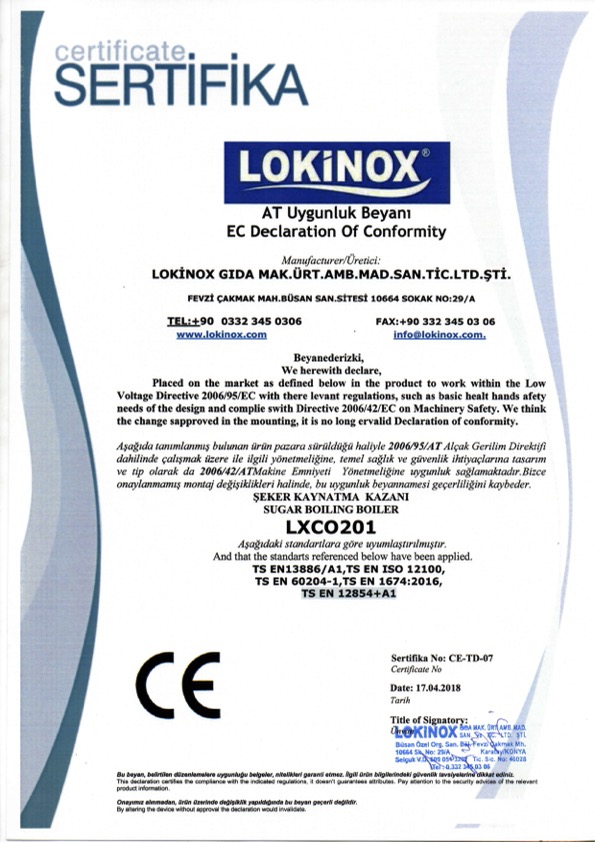 certificate
SERTİFİKA
LOKİNOX®
AT Uygunluk Beyanı
EC Declaration Of Conformity
Manufacturer/Üretici:
LOKİNOX GIDA MAK.ÜRT.AMB.MAD.SAN.TİC.LTD.ŞTİ.
FEVZİ ÇAKMAK MAH.BÜSAN SAN.SİTESİ 10664 SOKAK NO:29/A
TEL:+90 0332 345 0306 FAX:+90 332 345 03 06
www.lokinox.com info@lokinox.com.
Beyanederizki,
We herewith declare,
Placed on the market as defined below in the product to work within the Low
Voltage Directive 2006/95/EC with there levant regulations, such as basic healt hands afety
needs of the design and complie swith Directive 2006/42/EC on Machinery Safety. We think
the change sapproved in the mounting, it is no long ervalid Declaration of conformity.
Aşağıda tanımlanmış bulunan ürün pazara sürüldüğü haliyle 2006/95/AT Alçak Gerilim Direktifi
dahilinde çalışmak üzere ile ilgili yönetmeliğine, temel sağlık ve güvenlik ihtiyaçlarına tasarım
ve tip olarak da 2006/42/ATMakine Emniyeti Yönetmeliğine uygunluk sağlamaktadır.Bizce
onaylanmamış montaj değişiklikleri halinde, bu uygunluk beyannamesi geçerliliğini kaybeder.
ŞEKER KAYNATMA KAZANI
SUGAR BOILING BOILER
LXCO201
Aşağıdaki standartlara göre uyumlaştırılmıştır.
And that the standarts referenced below have been applied.
TS EN13886/A1,TS EN ISO 12100,
TS EN 60204-1,TS EN 1674:2016,
TS EN 12854+A1
CE
Sertifika No: CE-TD-07
Certificate No
Date: 17.04.2018
Tarih
Title of Signatory:
LOKİNOX GIDA MAK. ÜRT. AMB. MAD.
SAN. TİC. LTD. ŞTİ.
Büsan Özel Org. San. Böl. Fevzi Çakmak Mh.
10664 Sk. No: 29/A Karatay/KONYA
Selçuk V.D. Tic. Sic. No: 46028
Tel: 0.332 345 03 06
Bu beyan, belirtilen düzenlemelere uygunluğu belgeler, nitelikleri garanti etmez. İlgili ürün bilgilerindeki güvenlik tavsiyelerine dikkat ediniz.
This declaration certifies the compliance with the indicated regulations, it doesn't guarantees attributes. Pay attention to the security advices of the relevant
product information.
Onayımız alınmadan, ürün üzerinde değişiklik yapıldığında bu beyan geçerli değildir.
By altering the device without approval the declaration would invalidate.